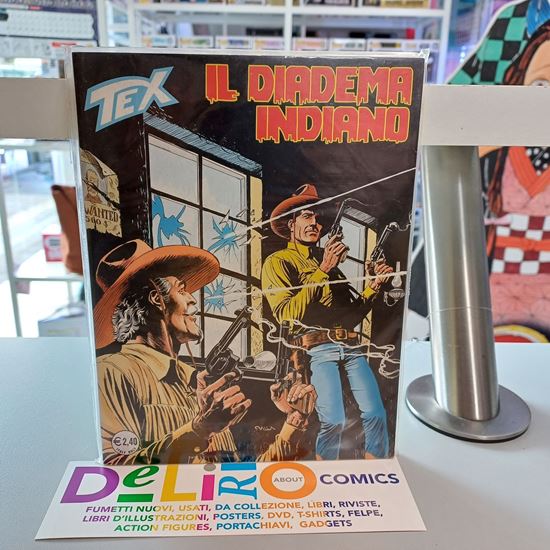 TEX
IL DIADEMA
INDIANO
WANTED
500 $
€ 2,40
DeLiRiO ABOUT COMICS
FUMETTI NUOVI, USATI, DA COLLEZIONE, LIBRI, RIVISTE,
LIBRI D'ILLUSTRAZIONI, POSTERS, DVD, T-SHIRTS, FELPE,
ACTION FIGURES, PORTACHIAVI, GADGETS